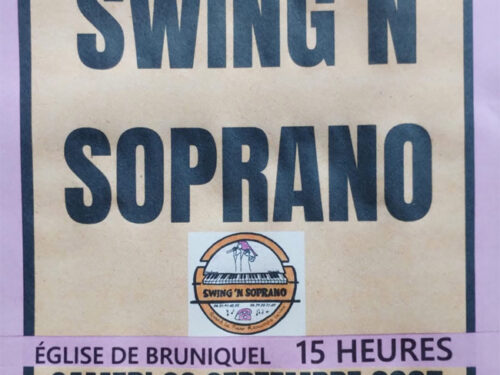 SWING'N
SOPRANO
SWING 'N SOPRANO
ÉGLISE DE BRUNIQUEL 15 HEURES